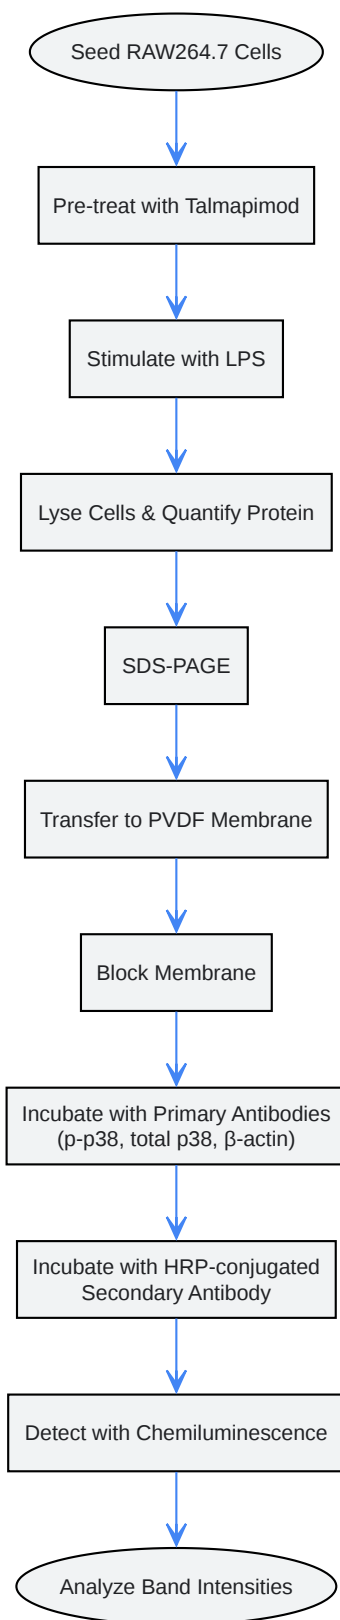 Seed RAW264.7 Cells
Pre-treat with Talmapimod
Stimulate with LPS
Lyse Cells & Quantify Protein
SDS-PAGE
Transfer to PVDF Membrane
Block Membrane
Incubate with Primary Antibodies
(p-p38, total p38, β-actin)
Incubate with HRP-conjugated
Secondary Antibody
Detect with Chemiluminescence
Analyze Band Intensities